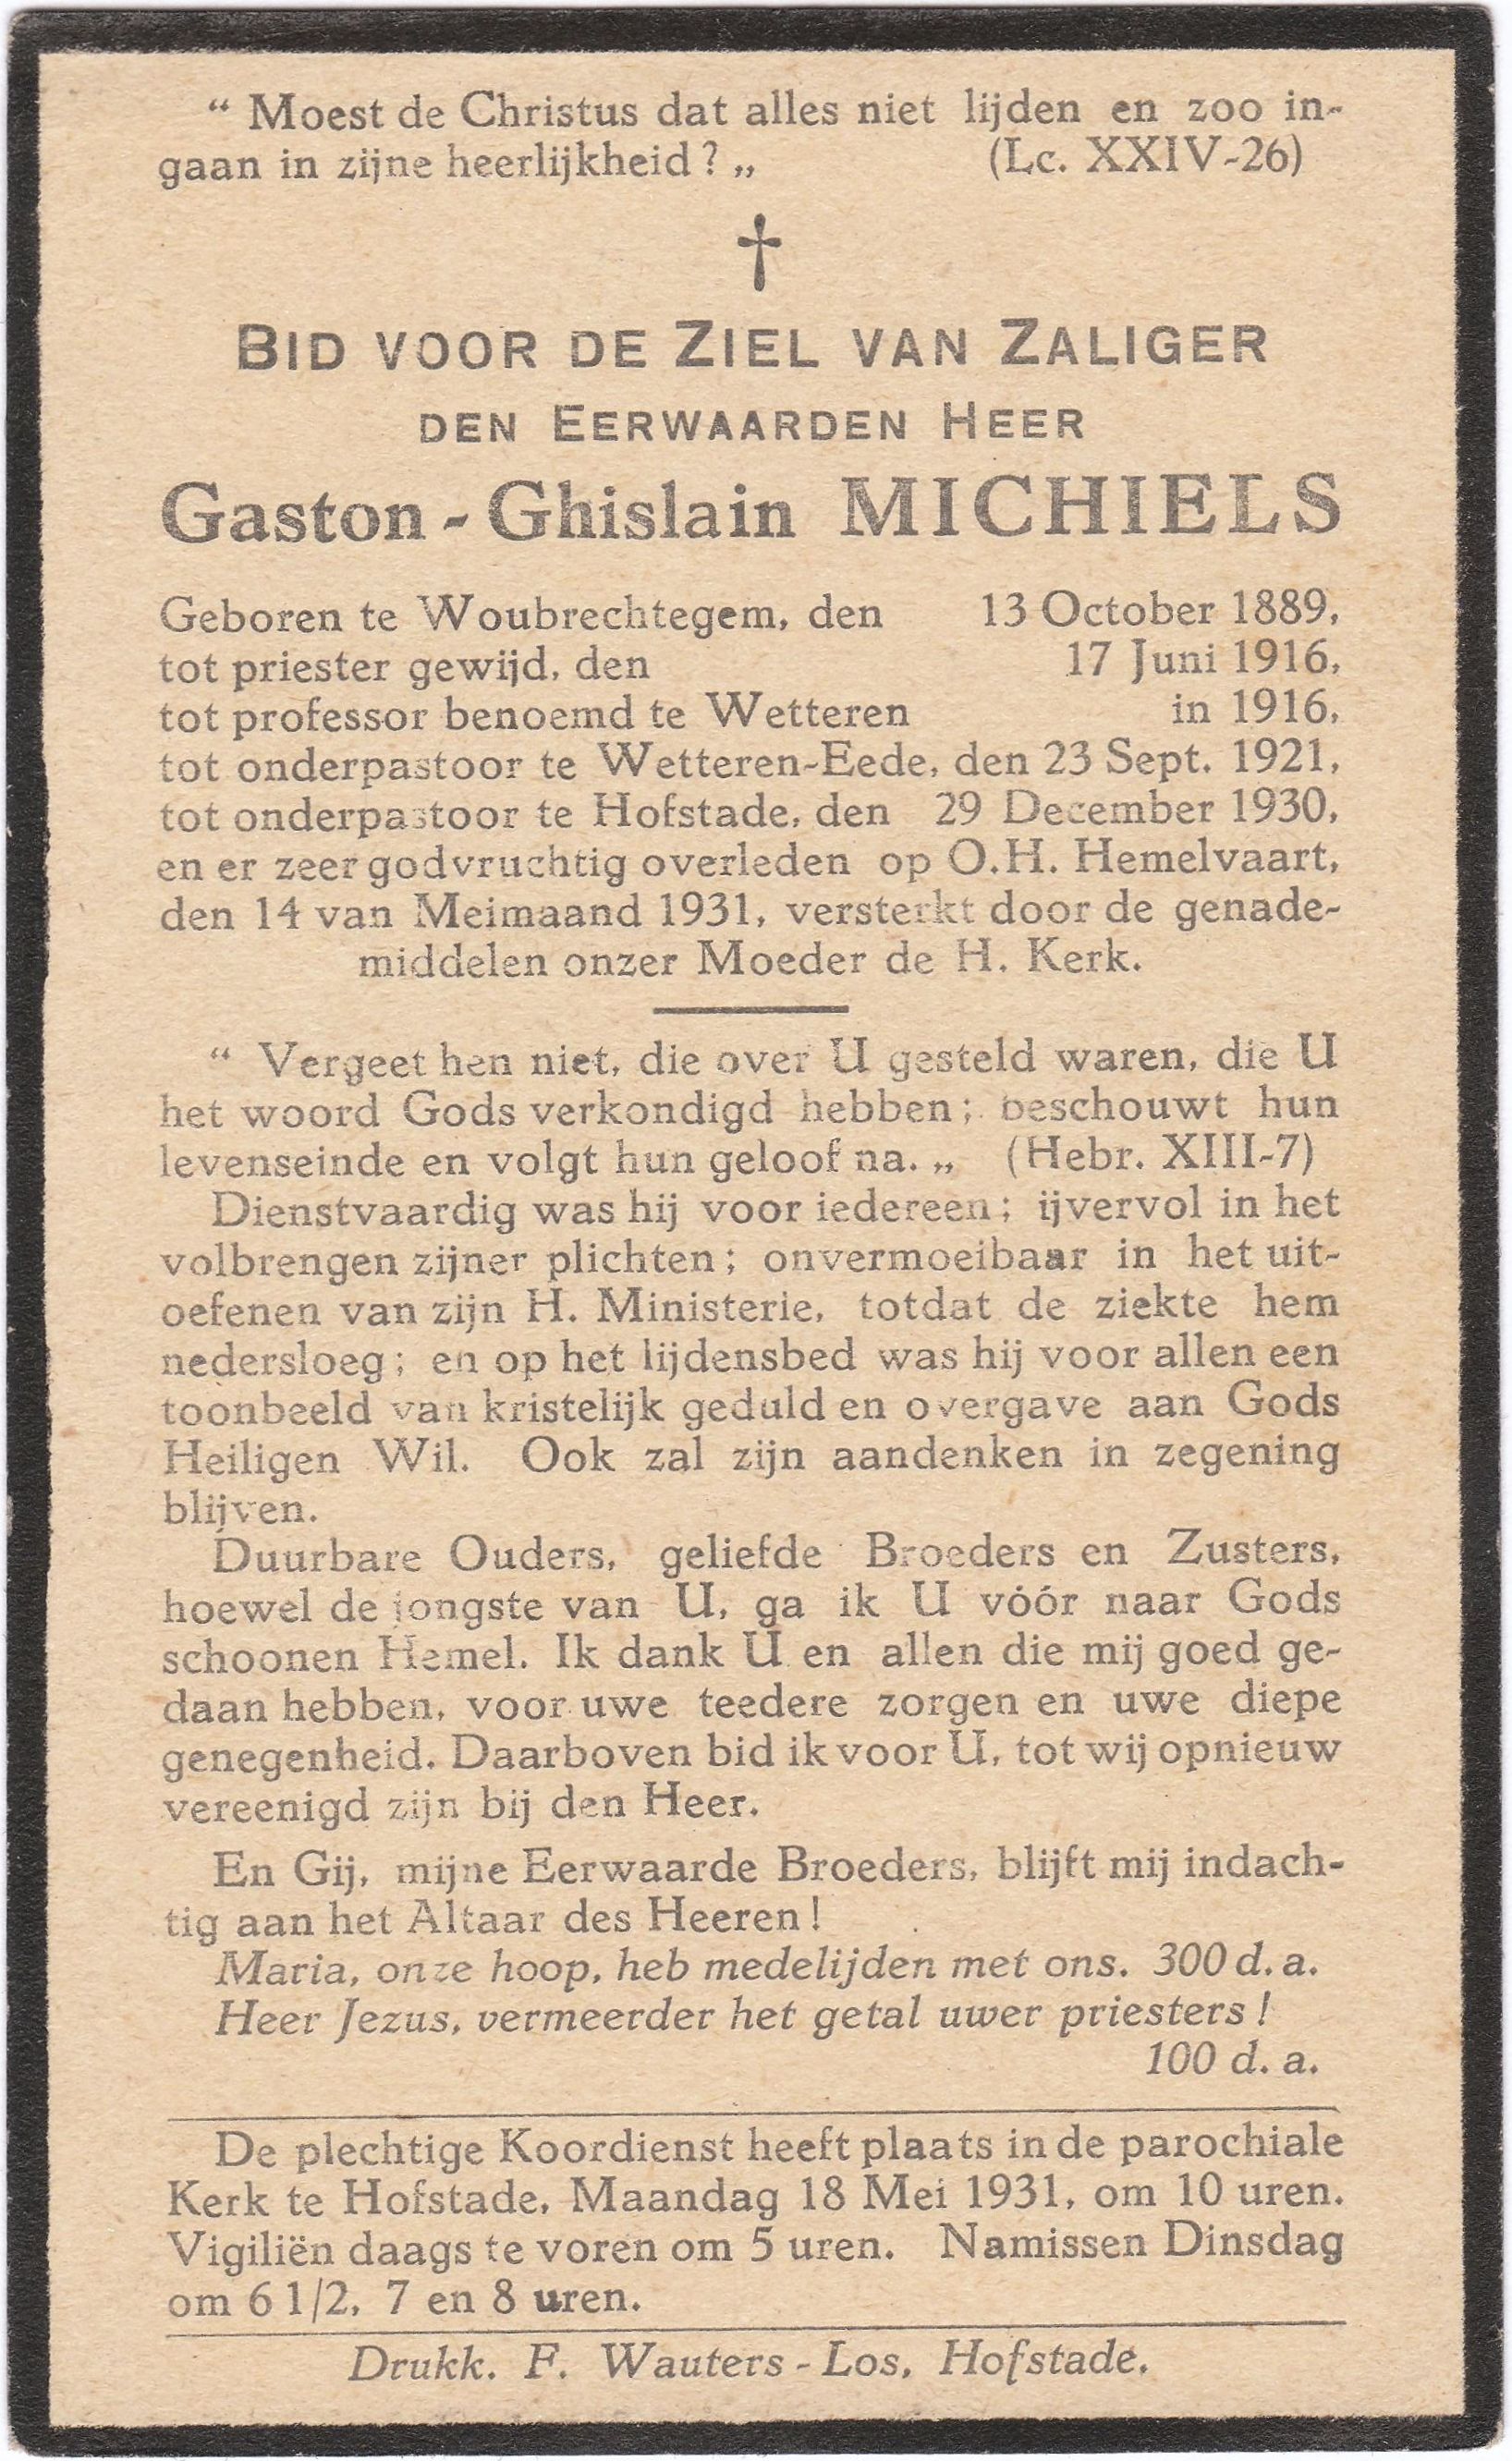 “ Moest de Christus dat alles niet lijden en zoo in-
gaan in zijne heerlijkheid ? „ (Lc. XXIV-26)
†
BID VOOR DE ZIEL VAN ZALIGER
DEN EERWAARDEN HEER
Gaston - Ghislain MICHIELS
Geboren te Woubrechtegem, den 13 October 1889,
tot priester gewijd, den 17 Juni 1916,
tot professor benoemd te Wetteren in 1916,
tot onderpastoor te Wetteren-Eede, den 23 Sept. 1921,
tot onderpastoor te Hofstade, den 29 December 1930,
en er zeer godvruchtig overleden op O.H. Hemelvaart,
den 14 van Meimaand 1931, versterkt door de genade-
middelen onzer Moeder de H. Kerk.
“ Vergeet hen niet, die over U gesteld waren, die U
het woord Gods verkondigd hebben ; beschouwt hun
levenseinde en volgt hun geloof na. „ (Hebr. XIII-7)
Dienstvaardig was hij voor iedereen ; ijvervol in het
volbrengen zijner plichten ; onvermoeibaar in het uit-
oefenen van zijn H. Ministerie, totdat de ziekte hem
nedersloeg ; en op het lijdensbed was hij voor allen een
toonbeeld van kristelijk geduld en overgave aan Gods
Heiligen Wil. Ook zal zijn aandenken in zegening
blijven.
Duurbare Ouders, geliefde Broeders en Zusters,
hoewel de jongste van U, ga ik U vóór naar Gods
schoonen Hemel. Ik dank U en allen die mij goed ge-
daan hebben, voor uwe teedere zorgen en uwe diepe
genegenheid. Daarboven bid ik voor U, tot wij opnieuw
vereenigd zijn bij den Heer.
En Gij, mijne Eerwaarde Broeders, blijft mij indach-
tig aan het Altaar des Heeren !
Maria, onze hoop, heb medelijden met ons. 300 d. a.
Heer Jezus, vermeerder het getal uwer priesters !
100 d. a.
De plechtige Koordienst heeft plaats in de parochiale
Kerk te Hofstade, Maandag 18 Mei 1931, om 10 uren.
Vigiliën daags te voren om 5 uren. Namissen Dinsdag
om 6 1/2, 7 en 8 uren.
Drukk. F. Wauters - Los, Hofstade.